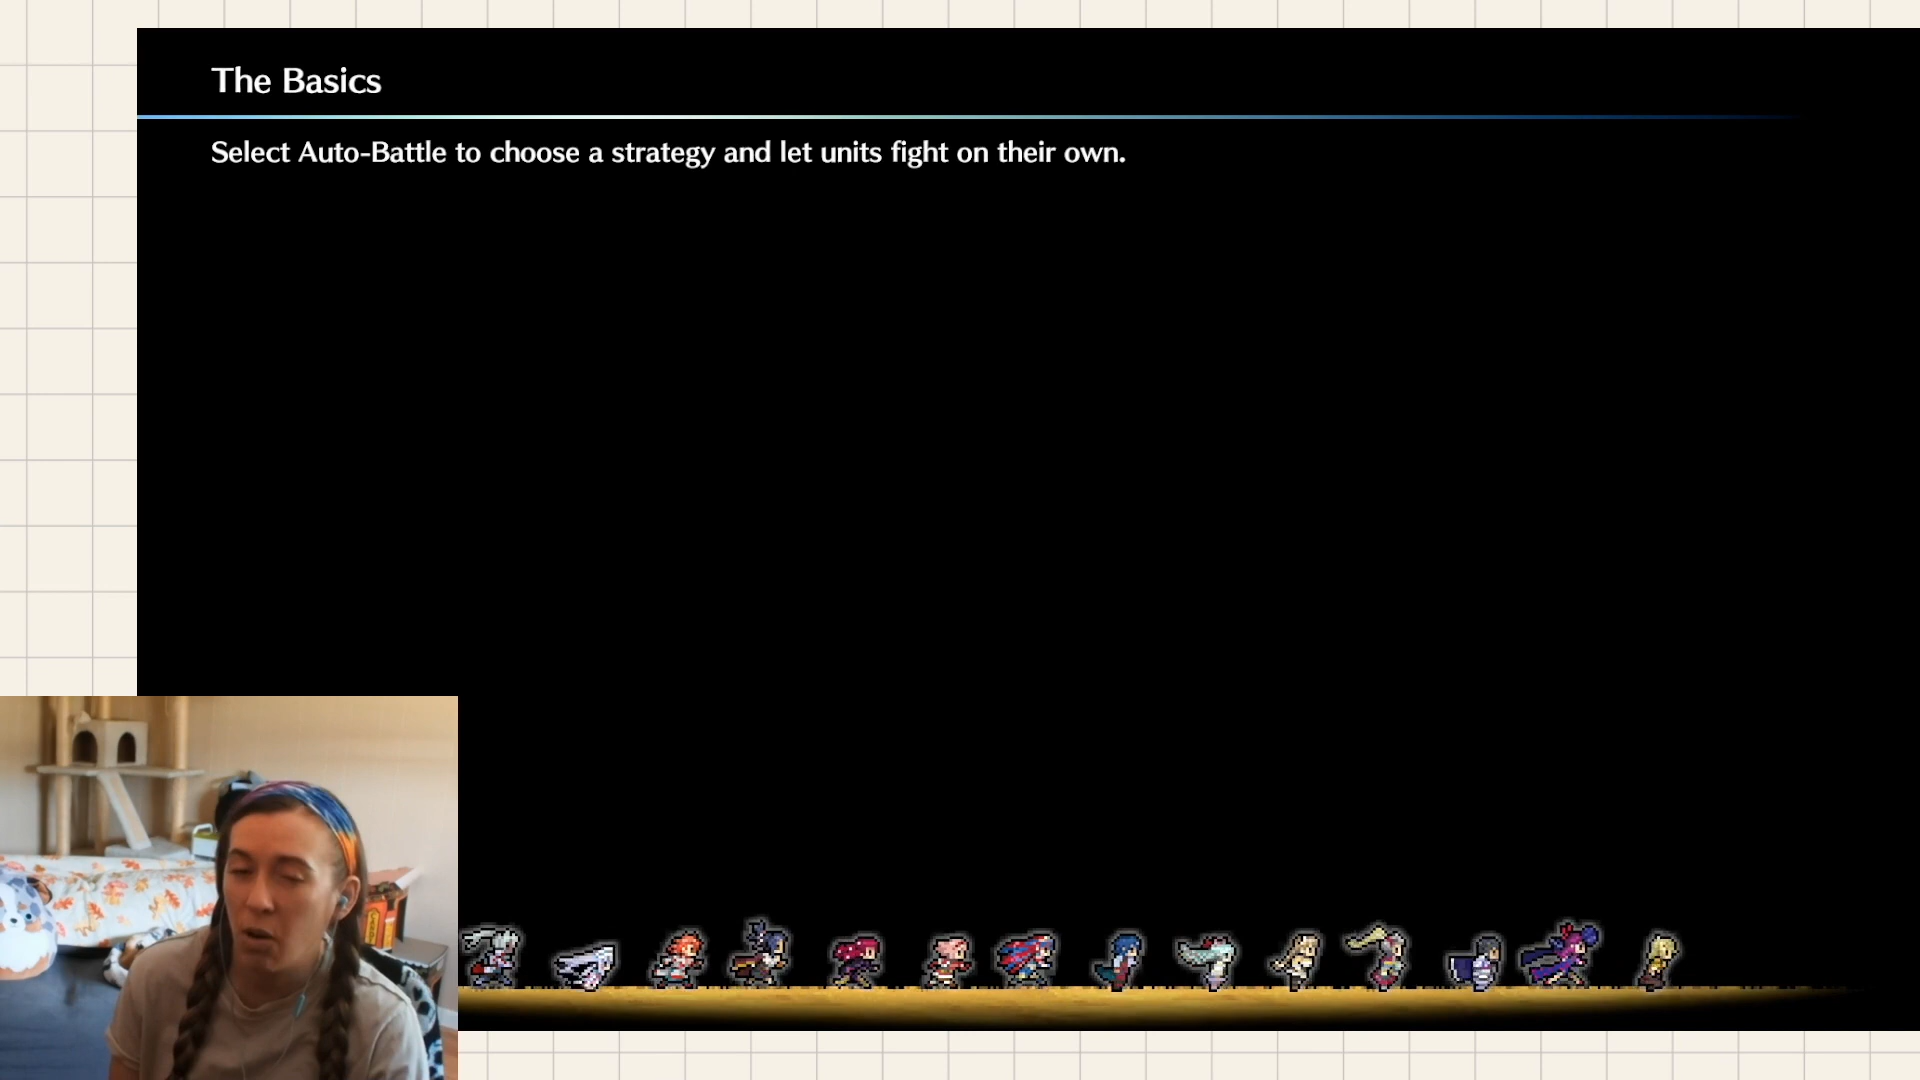 The Basics
Select Auto-Battle to choose a strategy and let units fight on their own.